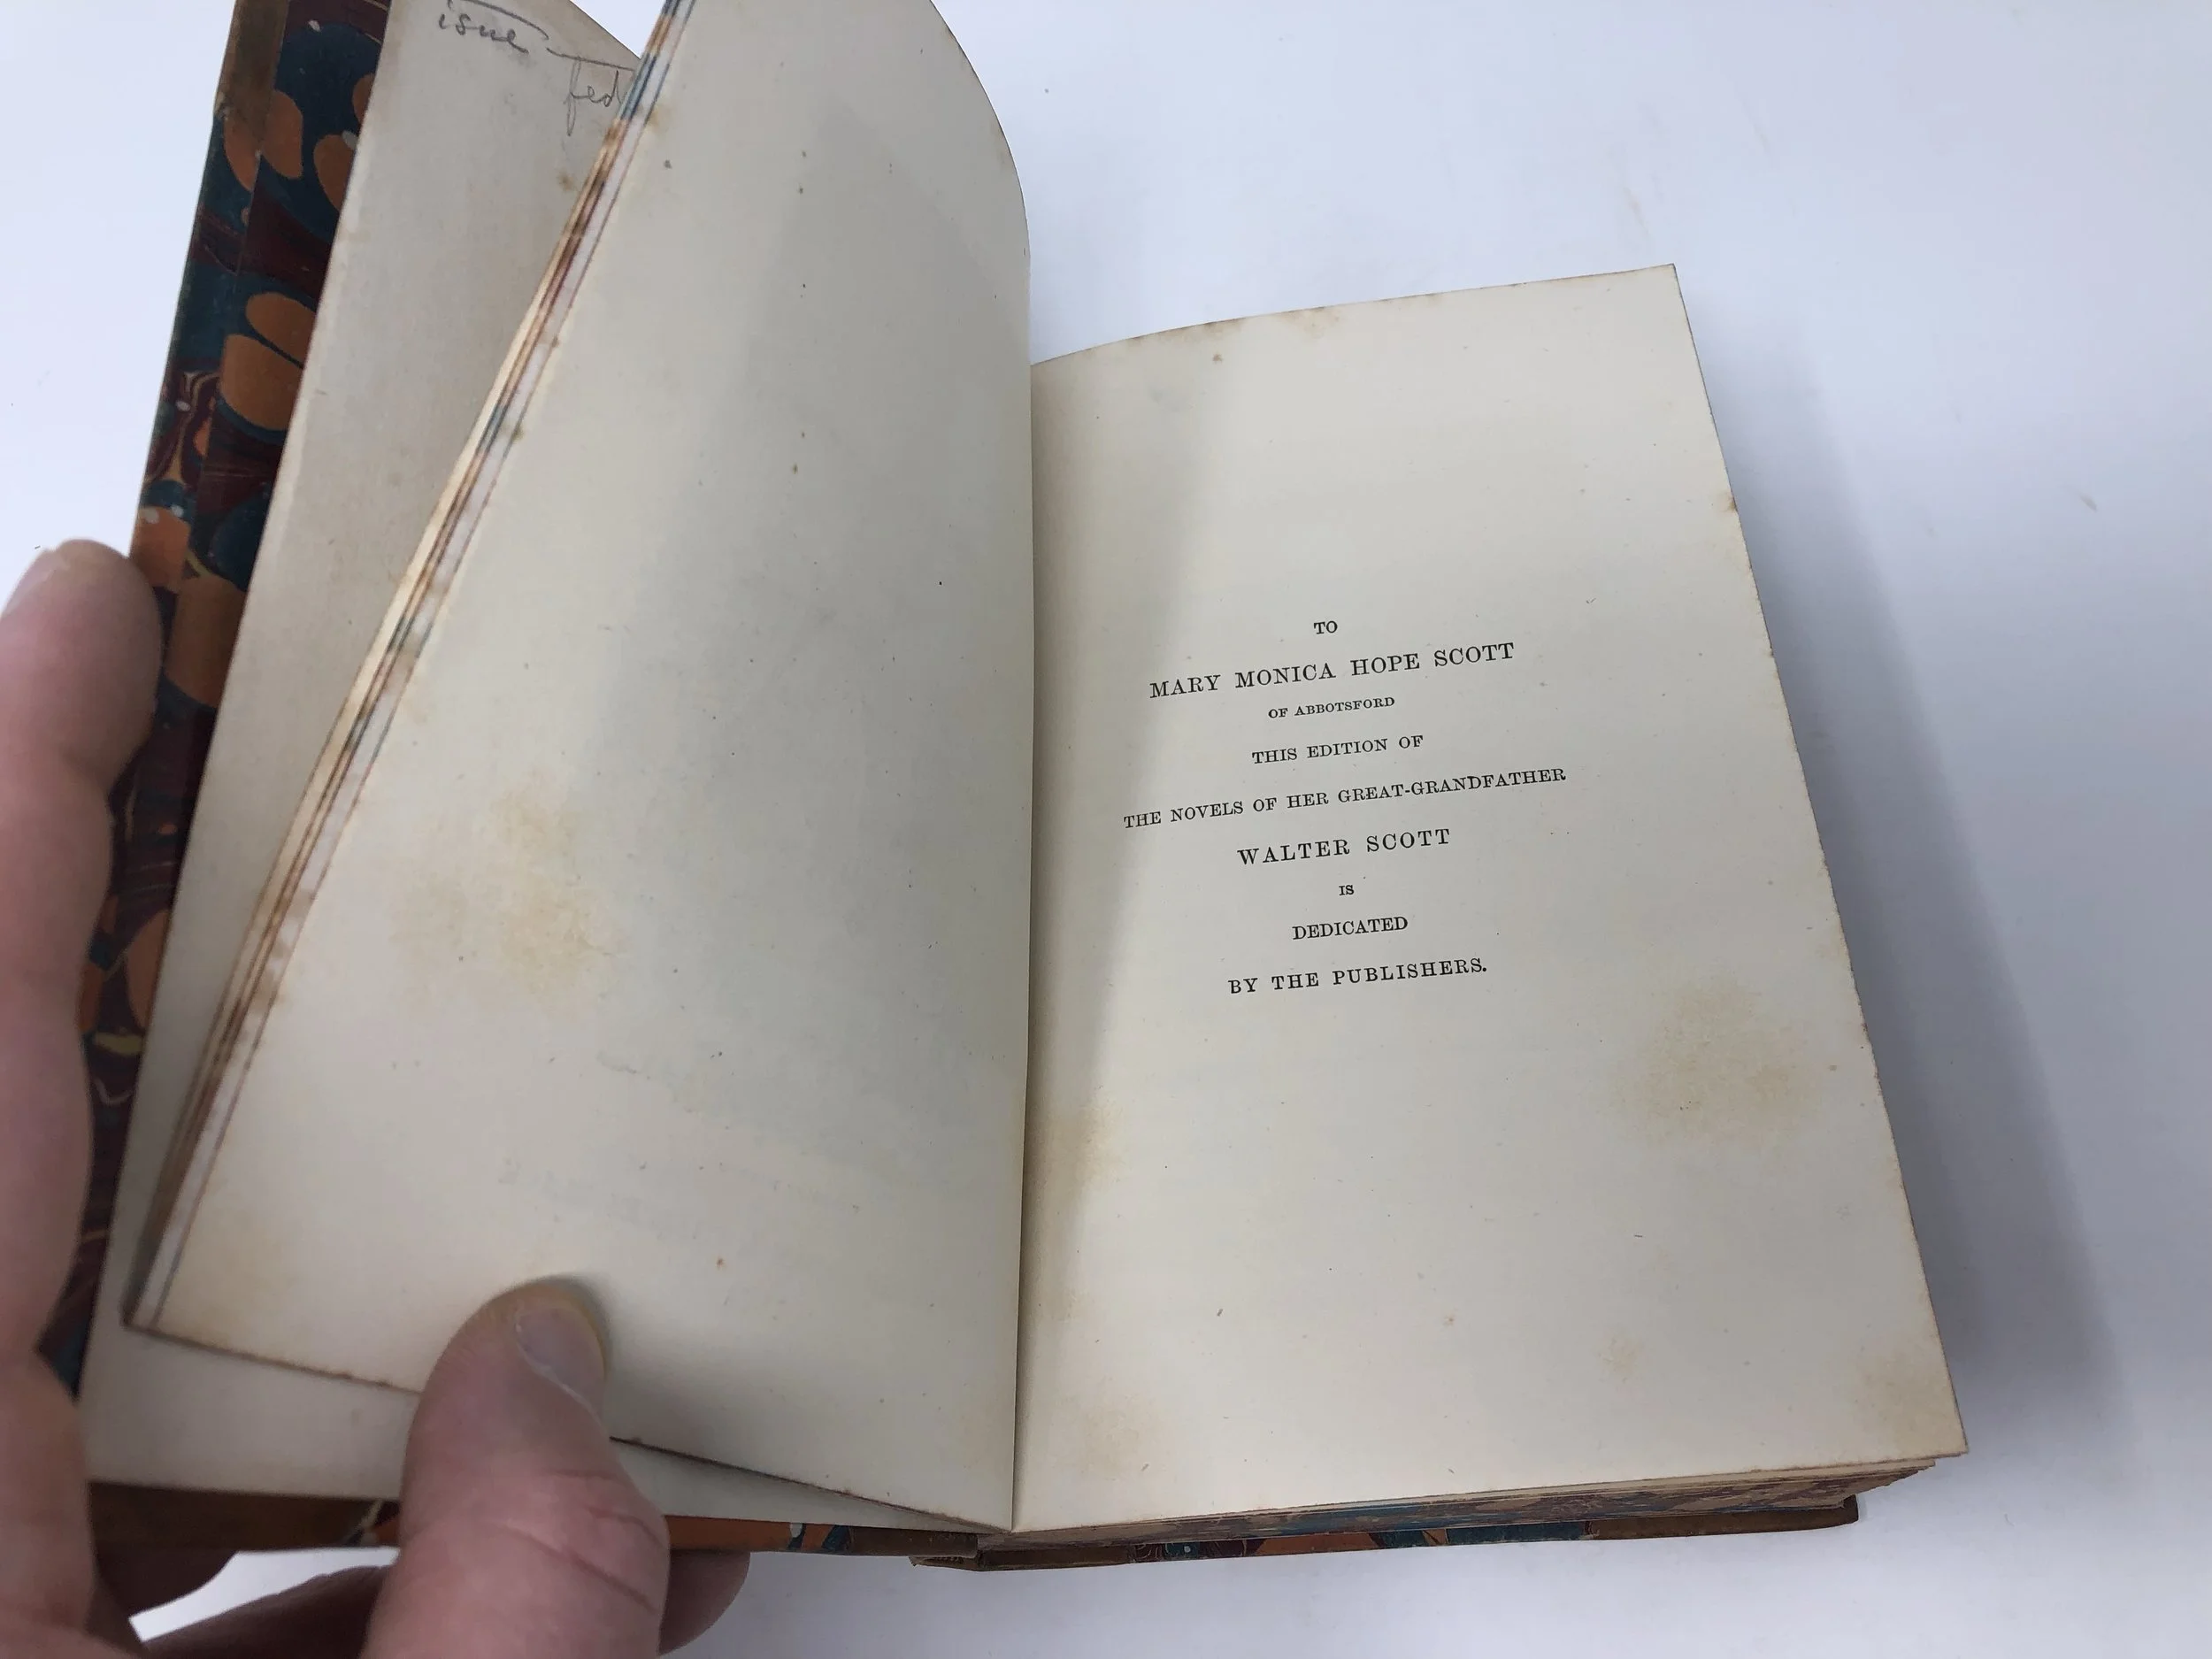 TO
MARY MONICA HOPE SCOTT
OF ABBOTSFORD
THIS EDITION OF
THE NOVELS OF HER GREAT-GRANDFATHER
WALTER SCOTT
IS
DEDICATED
BY THE PUBLISHERS.